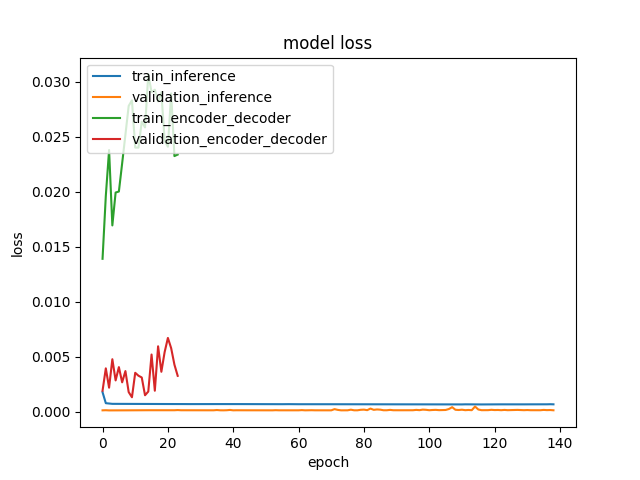 model loss
train_inference
validation_inference
train_encoder_decoder
validation_encoder_decoder
0.030
0.025
0.020
0.015
0.010
0.005
0.000
loss
0 20 40 60 80 100 120 140
epoch